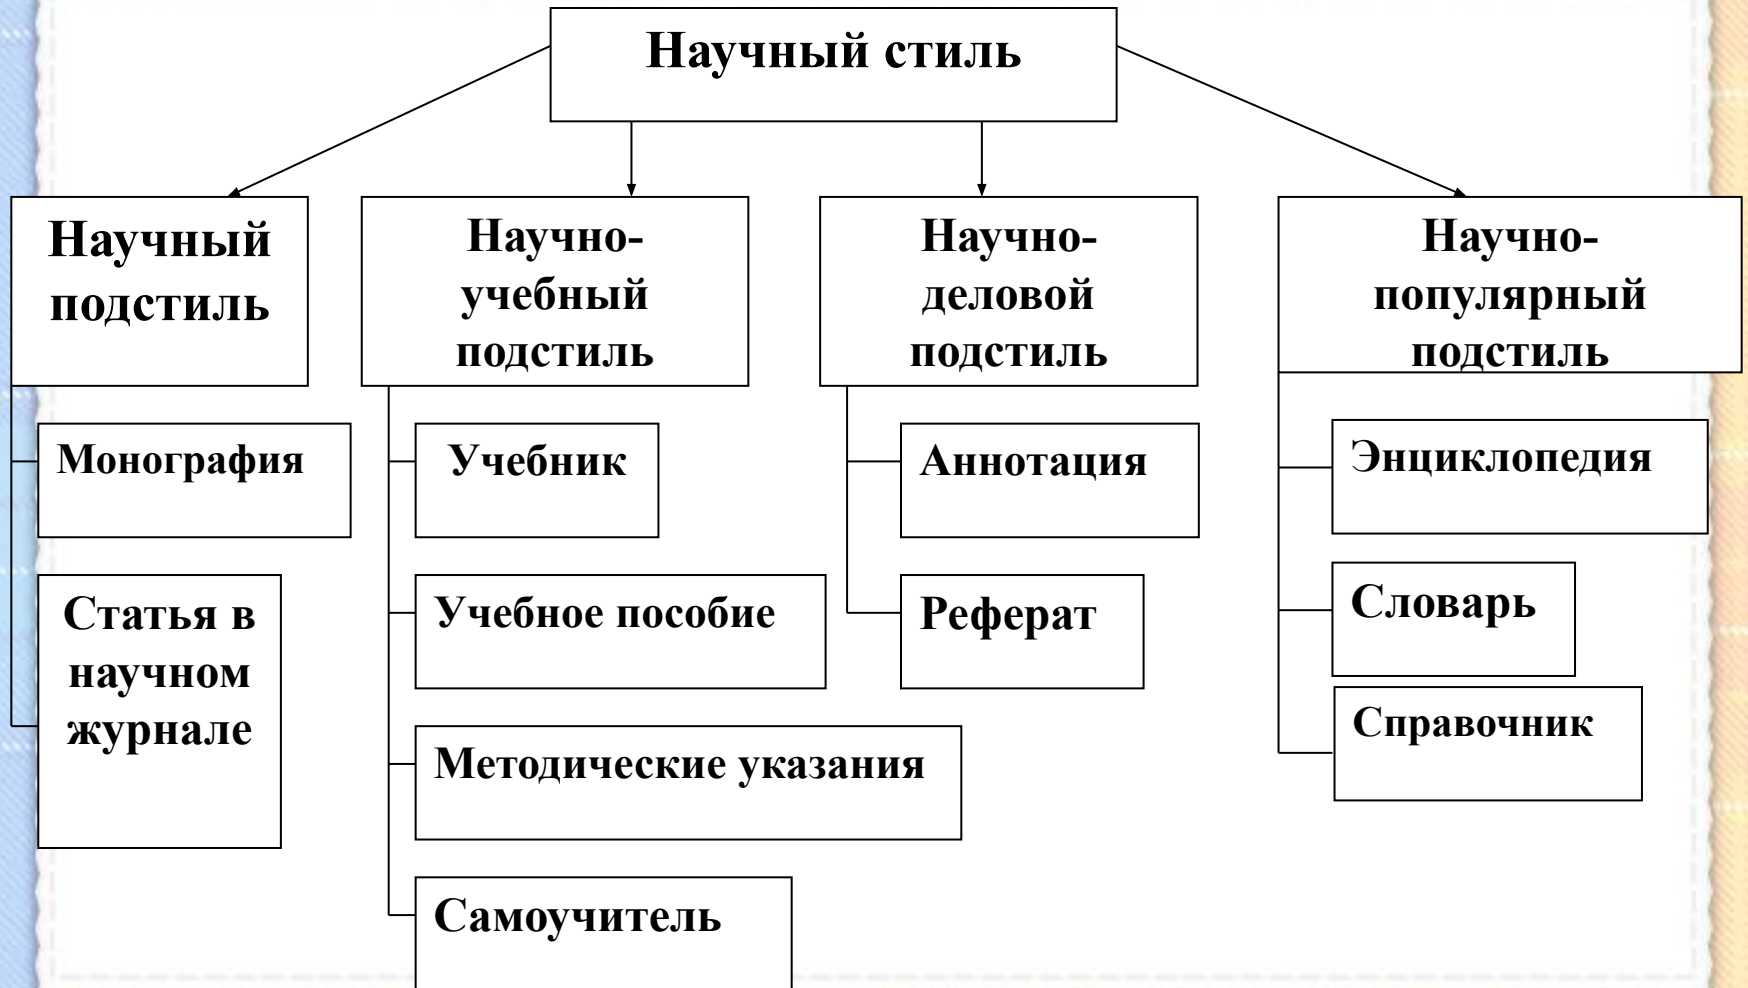 Научный стиль
Научный
подстиль
Научно-
учебный
подстиль
Научно-
деловой
подстиль
Научно-
популярный
подстиль
Монография
Статья в
научном
журнале
Учебник
Учебное пособие
Методические указания
Самоучитель
Аннотация
Реферат
Энциклопедия
Словарь
Справочник